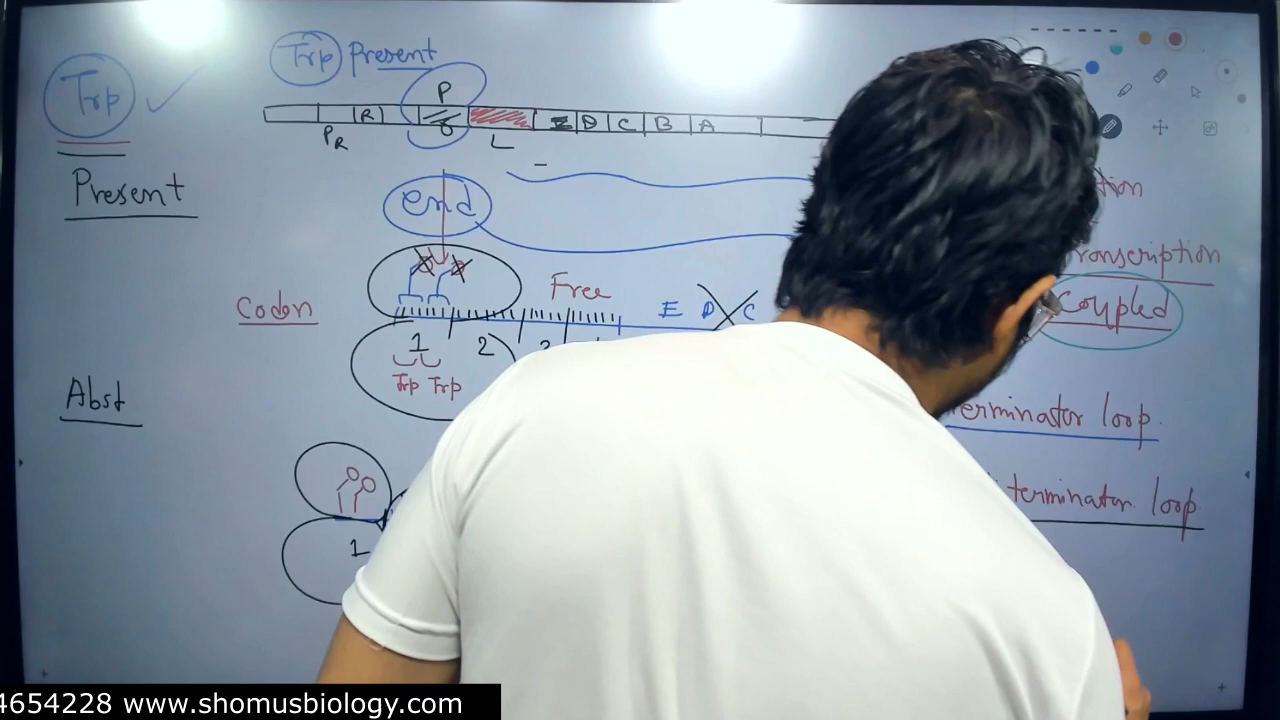 Trp
Trp Present
P
R E D C B A
PR O L
Present
end
Free
Codon
E D C
Coupled
1 2
Trp Trp
Abst
loop
terminator loop
1
4654228 www.shomusbiology.com